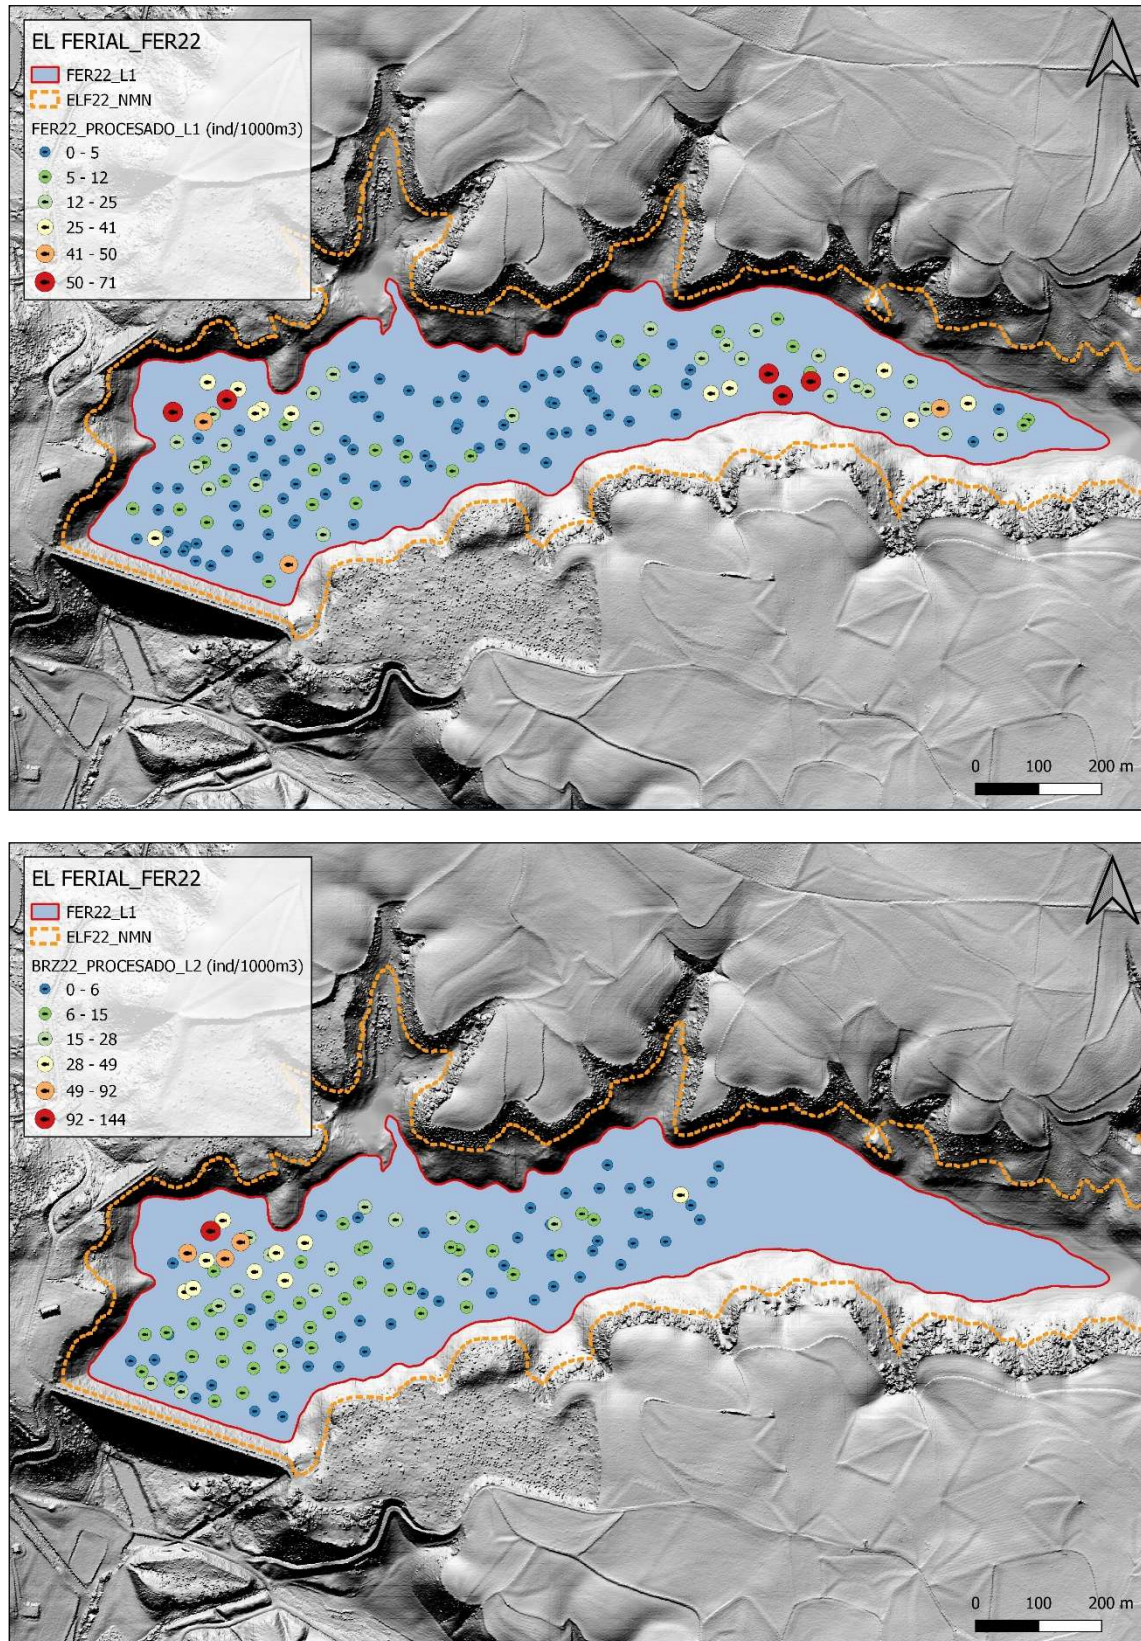 EL FERIAL_FER22
FER22_L1
ELF22_NMN
FER22_PROCESADO_L1 (ind/1000m3)
0 - 5
5 - 12
12 - 25
25 - 41
41 - 50
50 - 71
0 100 200 m
EL FERIAL_FER22
FER22_L1
ELF22_NMN
BRZ22_PROCESADO_L2 (ind/1000m3)
0 - 6
6 - 15
15 - 28
28 - 49
49 - 92
92 - 144
0 100 200 m